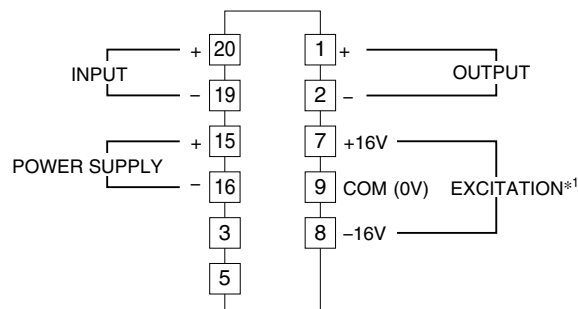 + 20 1 +
INPUT OUTPUT
− 19 2 −
+ 15 7 +16V
POWER SUPPLY
− 16 9 COM (0V) EXCITATION*1
3 8 −16V
5